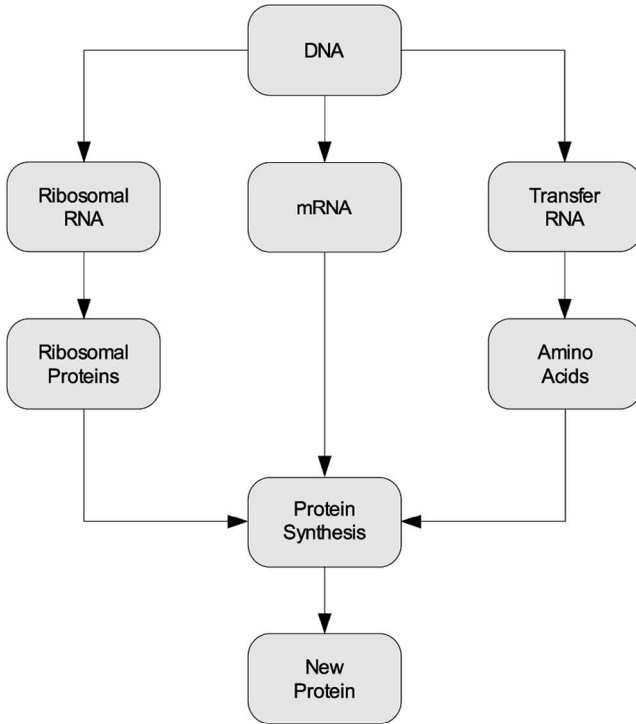 DNA
Ribosomal
RNA
mRNA
Transfer
RNA
Ribosomal
Proteins
Amino
Acids
Protein
Synthesis
New
Protein